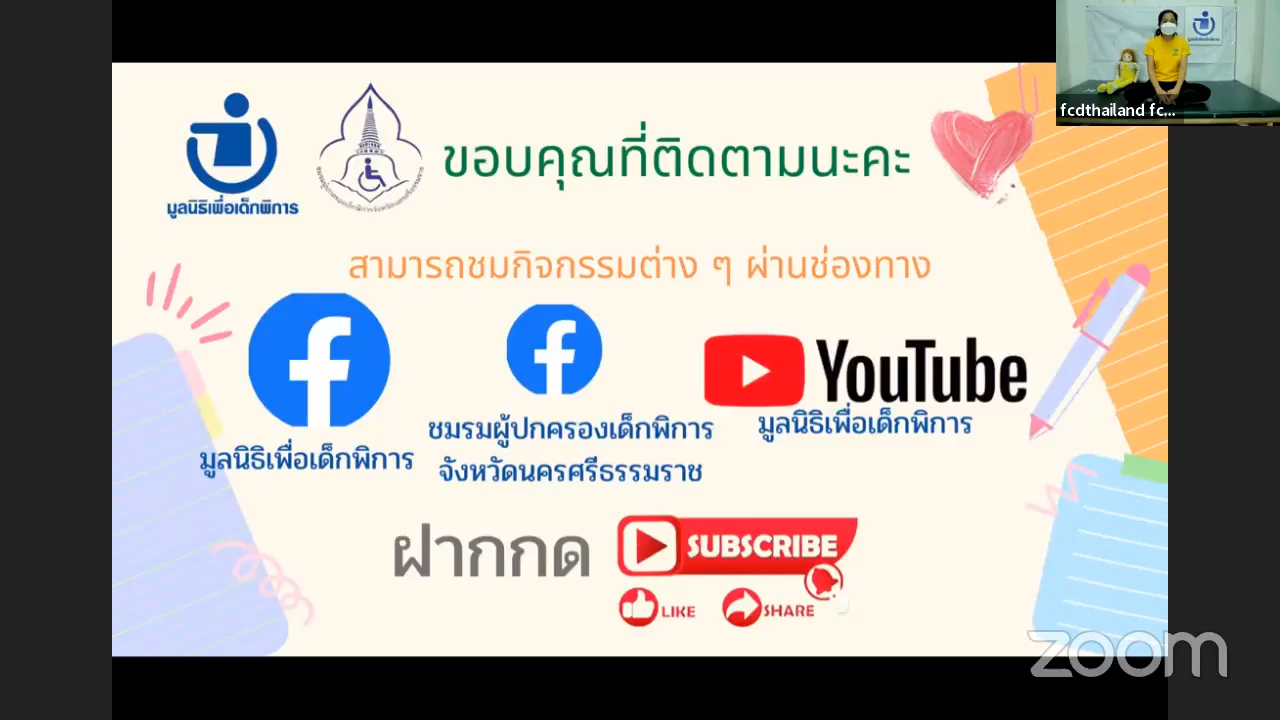 fcdthailand fc...
ขอบคุณที่ติดตามนะคะ
มูลนิธิเพื่อเด็กพิการ
สามารถชมกิจกรรมต่าง ๆ ผ่านช่องทาง
YouTube
มูลนิธิเพื่อเด็กพิการ
ชมรมผู้ปกครองเด็กพิการ
จังหวัดนครศรีธรรมราช
มูลนิธิเพื่อเด็กพิการ
ฝากกด
SUBSCRIBE
LIKE
SHARE
zoom